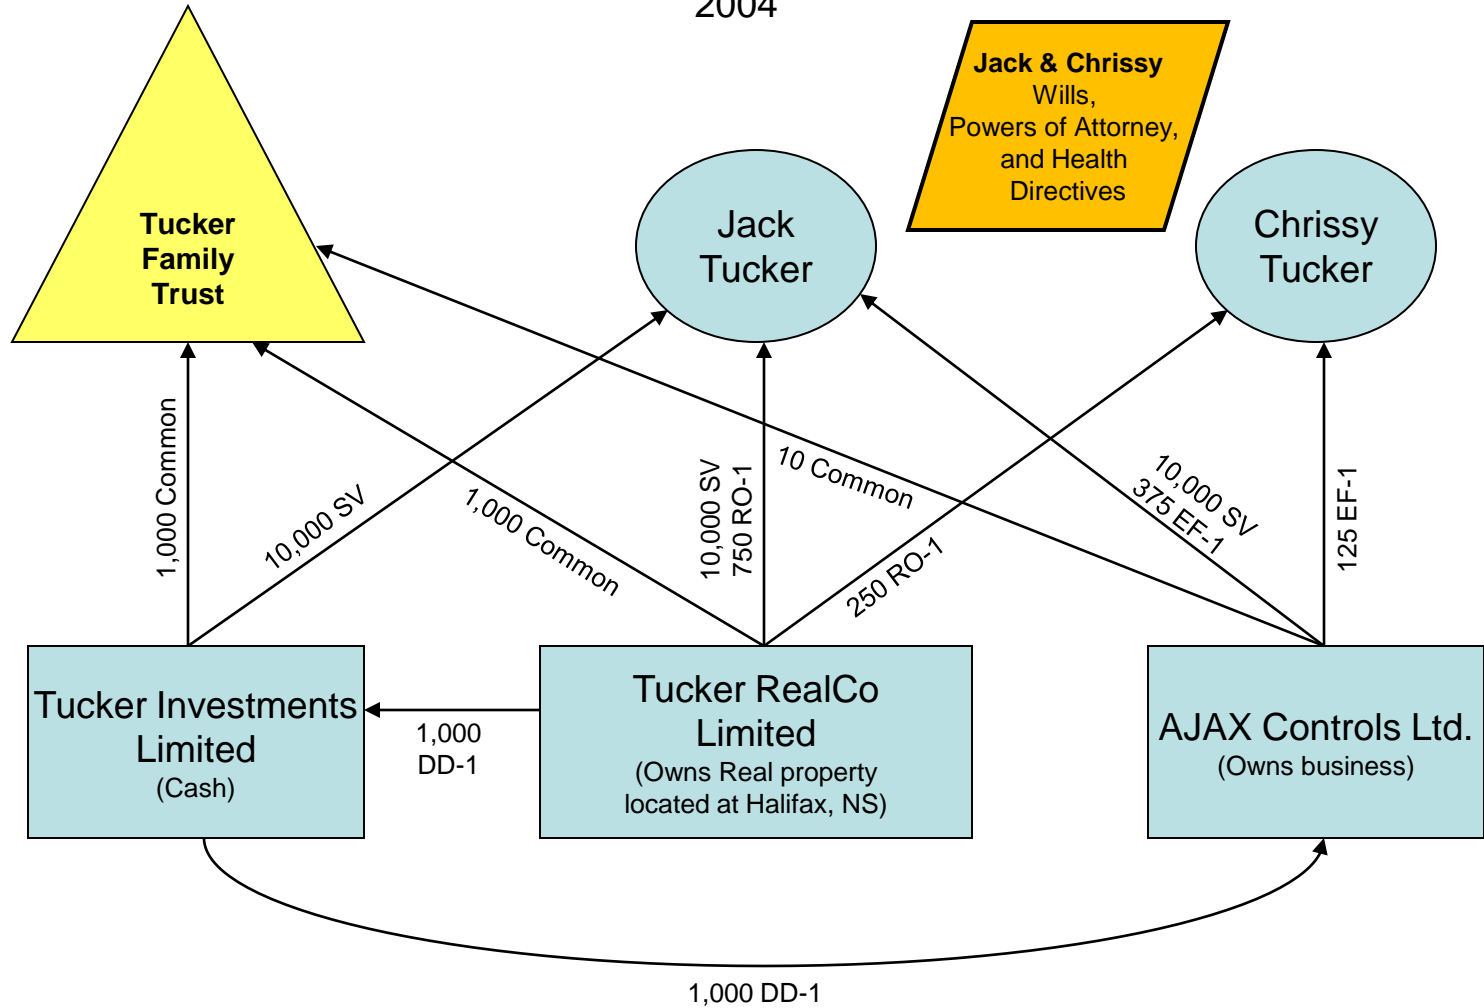 2004
Jack & Chrissy
Wills,
Powers of Attorney,
and Health
Directives
Tucker
Family
Trust
Jack
Tucker
Chrissy
Tucker
1,000 Common
10,000 SV
1,000 Common
10,000 SV
750 RO-1
10 Common
250 RO-1
10,000 SV
375 EF-1
125 EF-1
Tucker Investments
Limited
(Cash)
1,000
DD-1
Tucker RealCo
Limited
(Owns Real property
located at Halifax, NS)
AJAX Controls Ltd.
(Owns business)
1,000 DD-1